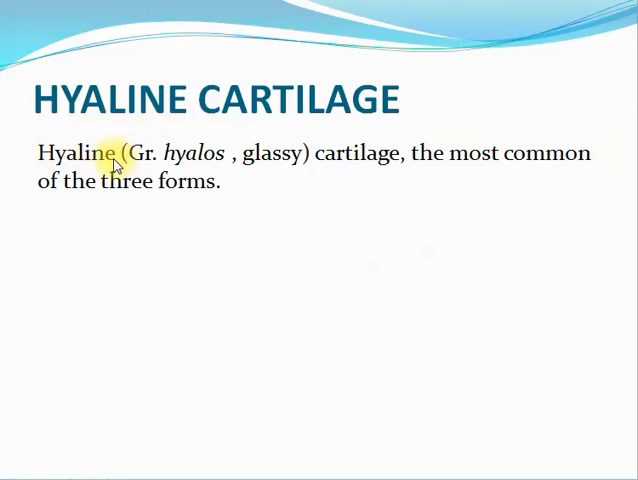 HYALINE CARTILAGE
Hyaline (Gr. hyalos , glassy) cartilage, the most common
of the three forms.